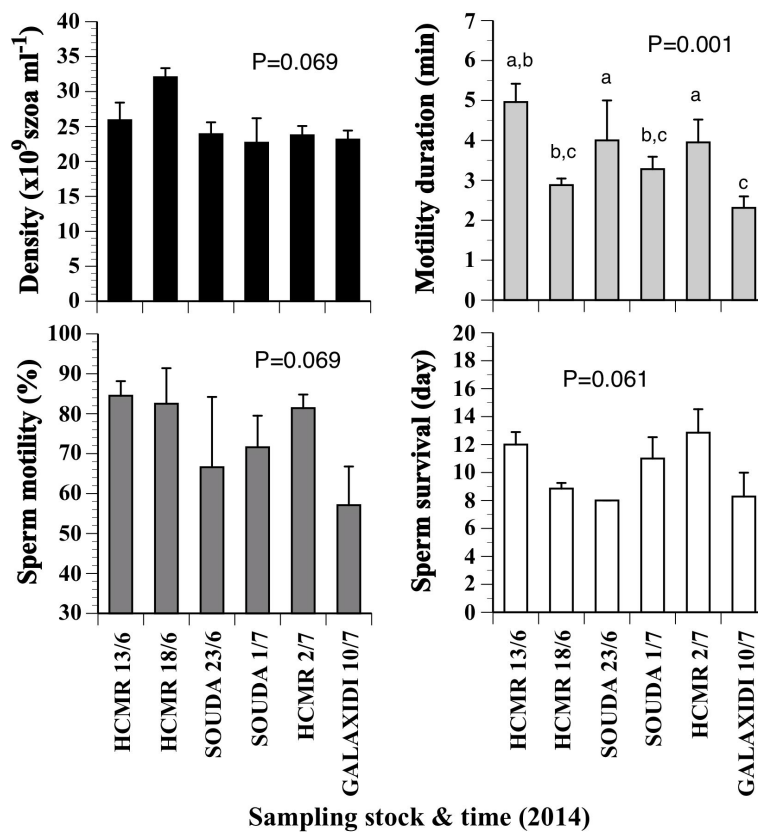 Density (x10⁹szoa ml⁻¹)
40
35
30
25
20
15
10
5
0
P=0.069
Motility duration (min)
7
6
5
4
3
2
1
0
P=0.001
a,b
b,c
a
b,c
a
c
Sperm motility (%)
100
90
80
70
60
50
40
30
P=0.069
HCMR 13/6
HCMR 18/6
SOUDA 23/6
SOUDA 1/7
HCMR 2/7
GALAXIDI 10/7
Sperm survival (day)
20
18
16
14
12
10
8
6
4
2
0
P=0.061
HCMR 13/6
HCMR 18/6
SOUDA 23/6
SOUDA 1/7
HCMR 2/7
GALAXIDI 10/7
Sampling stock & time (2014)